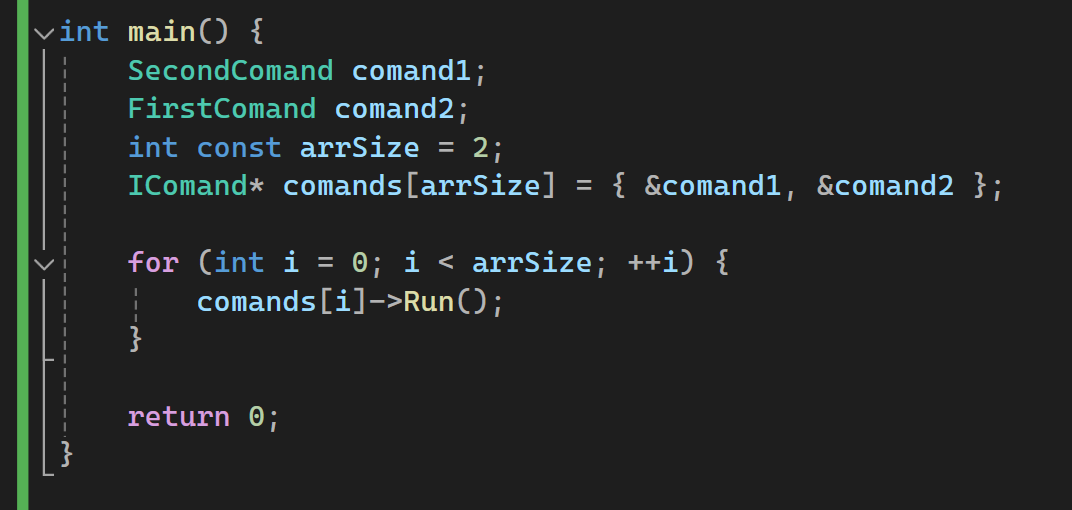 int main() {
SecondComand comand1;
FirstComand comand2;
int const arrSize = 2;
IComand* comands[arrSize] = { &comand1, &comand2 };
for (int i = 0; i < arrSize; ++i) {
comands[i]->Run();
}
return 0;
}